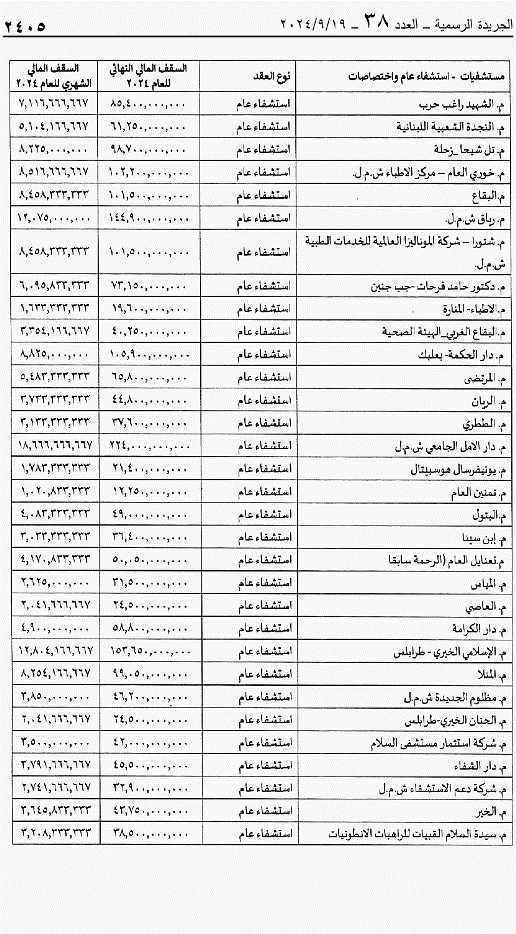 الجريدة الرسمية – العدد ٣٨ – ٢٠٢٤/٩/١٩ ٢٤٠٥
مستشفيات - استشفاء عام واختصاصات نوع العقد السقف المالي النهائي للعام ٢٠٢٤ السقف المالي الشهري للعام ٢٠٢٤
م. الشهيد راغب حرب استشفاء عام ٨٥,٤٠٠,٠٠٠,٠٠٠ ٧,١١٦,٦٦٦,٦٦٧
م. النجدة الشعبية اللبنانية استشفاء عام ٦١,٢٥٠,٠٠٠,٠٠٠ ٥,١٠٤,١٦٦,٦٦٧
م. تل شيحا_زحلة استشفاء عام ٩٨,٧٠٠,٠٠٠,٠٠٠ ٨,٢٢٥,٠٠٠,٠٠٠
م. خوري العام – مركز الاطباء ش.م.ل. استشفاء عام ١٠٢,٢٠٠,٠٠٠,٠٠٠ ٨,٥١٦,٦٦٦,٦٦٧
م.البقاع استشفاء عام ١٠١,٥٠٠,٠٠٠,٠٠٠ ٨,٤٥٨,٣٣٣,٣٣٣
م. رياق ش.م.ل. استشفاء عام ١٤٤,٩٠٠,٠٠٠,٠٠٠ ١٢,٠٧٥,٠٠٠,٠٠٠
م. شتورا – شركة الموناليزا العالمية للخدمات الطبية
ش.م.ل. استشفاء عام ١٠١,٥٠٠,٠٠٠,٠٠٠ ٨,٤٥٨,٣٣٣,٣٣٣
م. دكتور حامد فرحات -جب جنين استشفاء عام ٧٣,١٥٠,٠٠٠,٠٠٠ ٦,٠٩٥,٨٣٣,٣٣٣
م.الاطباء- المنارة استشفاء عام ١٩,٦٠٠,٠٠٠,٠٠٠ ١,٦٣٣,٣٣٣,٣٣٣
م.البقاع الغربي_الهيئة الصحية استشفاء عام ٤٠,٢٥٠,٠٠٠,٠٠٠ ٣,٣٥٤,١٦٦,٦٦٧
م. دار الحكمة- بعلبك استشفاء عام ١٠٥,٩٠٠,٠٠٠,٠٠٠ ٨,٨٢٥,٠٠٠,٠٠٠
م. المرتضى استشفاء عام ٦٥,٨٠٠,٠٠٠,٠٠٠ ٥,٤٨٣,٣٣٣,٣٣٣
م. الريان استشفاء عام ٤٤,٨٠٠,٠٠٠,٠٠٠ ٣,٧٣٣,٣٣٣,٣٣٣
م. الططري استشفاء عام ٣٧,٦٠٠,٠٠٠,٠٠٠ ٣,١٣٣,٣٣٣,٣٣٣
م. دار الامل الجامعي ش.م.ل استشفاء عام ٢٢٤,٠٠٠,٠٠٠,٠٠٠ ١٨,٦٦٦,٦٦٦,٦٦٧
م. يونيفرسال هوسبيتال استشفاء عام ٢١,٤٠٠,٠٠٠,٠٠٠ ١,٧٨٣,٣٣٣,٣٣٣
م. تمنين العام استشفاء عام ١٢,٢٥٠,٠٠٠,٠٠٠ ١,٠٢٠,٨٣٣,٣٣٣
م.البتول استشفاء عام ٤٩,٠٠٠,٠٠٠,٠٠٠ ٤,٠٨٣,٣٣٣,٣٣٣
م. إبن سينا استشفاء عام ٣٦,٤٠٠,٠٠٠,٠٠٠ ٣,٠٣٣,٣٣٣,٣٣٣
م.تعنايل العام (الرحمة سابقا استشفاء عام ٥٠,٠٥٠,٠٠٠,٠٠٠ ٤,١٧٠,٨٣٣,٣٣٣
م. المياس استشفاء عام ٣١,٥٠٠,٠٠٠,٠٠٠ ٢,٦٢٥,٠٠٠,٠٠٠
م. العاصي استشفاء عام ٢٤,٥٠٠,٠٠٠,٠٠٠ ٢,٠٤١,٦٦٦,٦٦٧
م. دار الكرامة استشفاء عام ٥٨,٨٠٠,٠٠٠,٠٠٠ ٤,٩٠٠,٠٠٠,٠٠٠
م. الإسلامي الخيري- طرابلس استشفاء عام ١٥٣,٦٥٠,٠٠٠,٠٠٠ ١٢,٨٠٤,١٦٦,٦٦٧
م. المنلا استشفاء عام ٩٩,٠٥٠,٠٠٠,٠٠٠ ٨,٢٥٤,١٦٦,٦٦٧
م. مظلوم الجديدة ش.م.ل استشفاء عام ٤٦,٢٠٠,٠٠٠,٠٠٠ ٣,٨٥٠,٠٠٠,٠٠٠
م. الحنان الخيري-طرابلس استشفاء عام ٢٤,٥٠٠,٠٠٠,٠٠٠ ٢,٠٤١,٦٦٦,٦٦٧
م. شركة استثمار مستشفى السلام استشفاء عام ٤٢,٠٠٠,٠٠٠,٠٠٠ ٣,٥٠٠,٠٠٠,٠٠٠
م. دار الشفاء استشفاء عام ٤٥,٥٠٠,٠٠٠,٠٠٠ ٣,٧٩١,٦٦٦,٦٦٧
م. شركة دعم الاستشفاء ش.م.ل استشفاء عام ٣٢,٩٠٠,٠٠٠,٠٠٠ ٢,٧٤١,٦٦٦,٦٦٧
م. الخير استشفاء عام ٤٣,٧٥٠,٠٠٠,٠٠٠ ٣,٦٤٥,٨٣٣,٣٣٣
م. سيدة السلام القبيات للراهبات الانطونيات استشفاء عام ٣٨,٥٠٠,٠٠٠,٠٠٠ ٣,٢٠٨,٣٣٣,٣٣٣